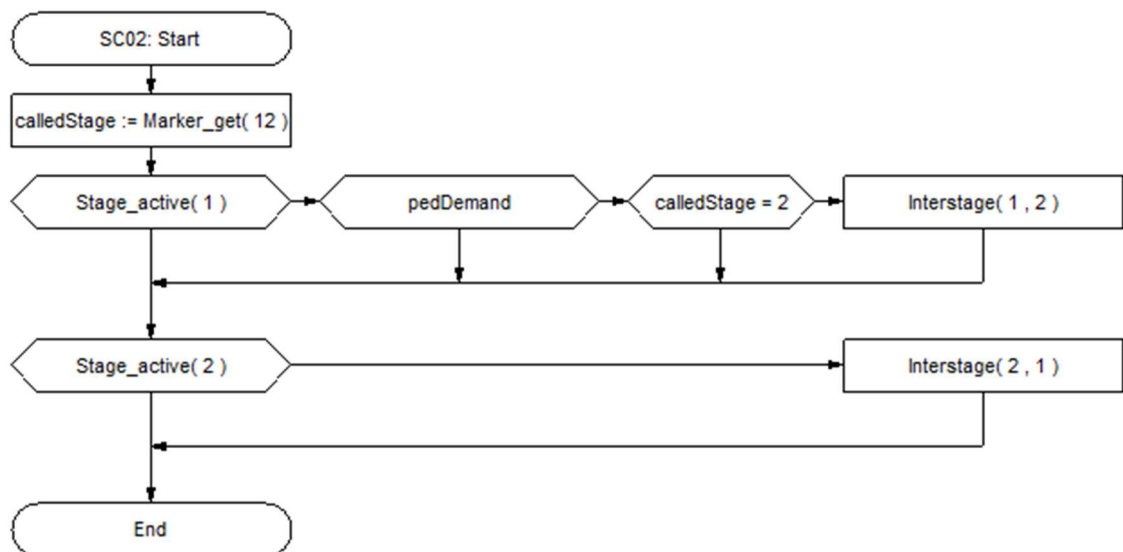 SC02: Start
calledStage := Marker_get( 12 )
Stage_active( 1 )
pedDemand
calledStage = 2
Interstage( 1 , 2 )
Stage_active( 2 )
Interstage( 2 , 1 )
End